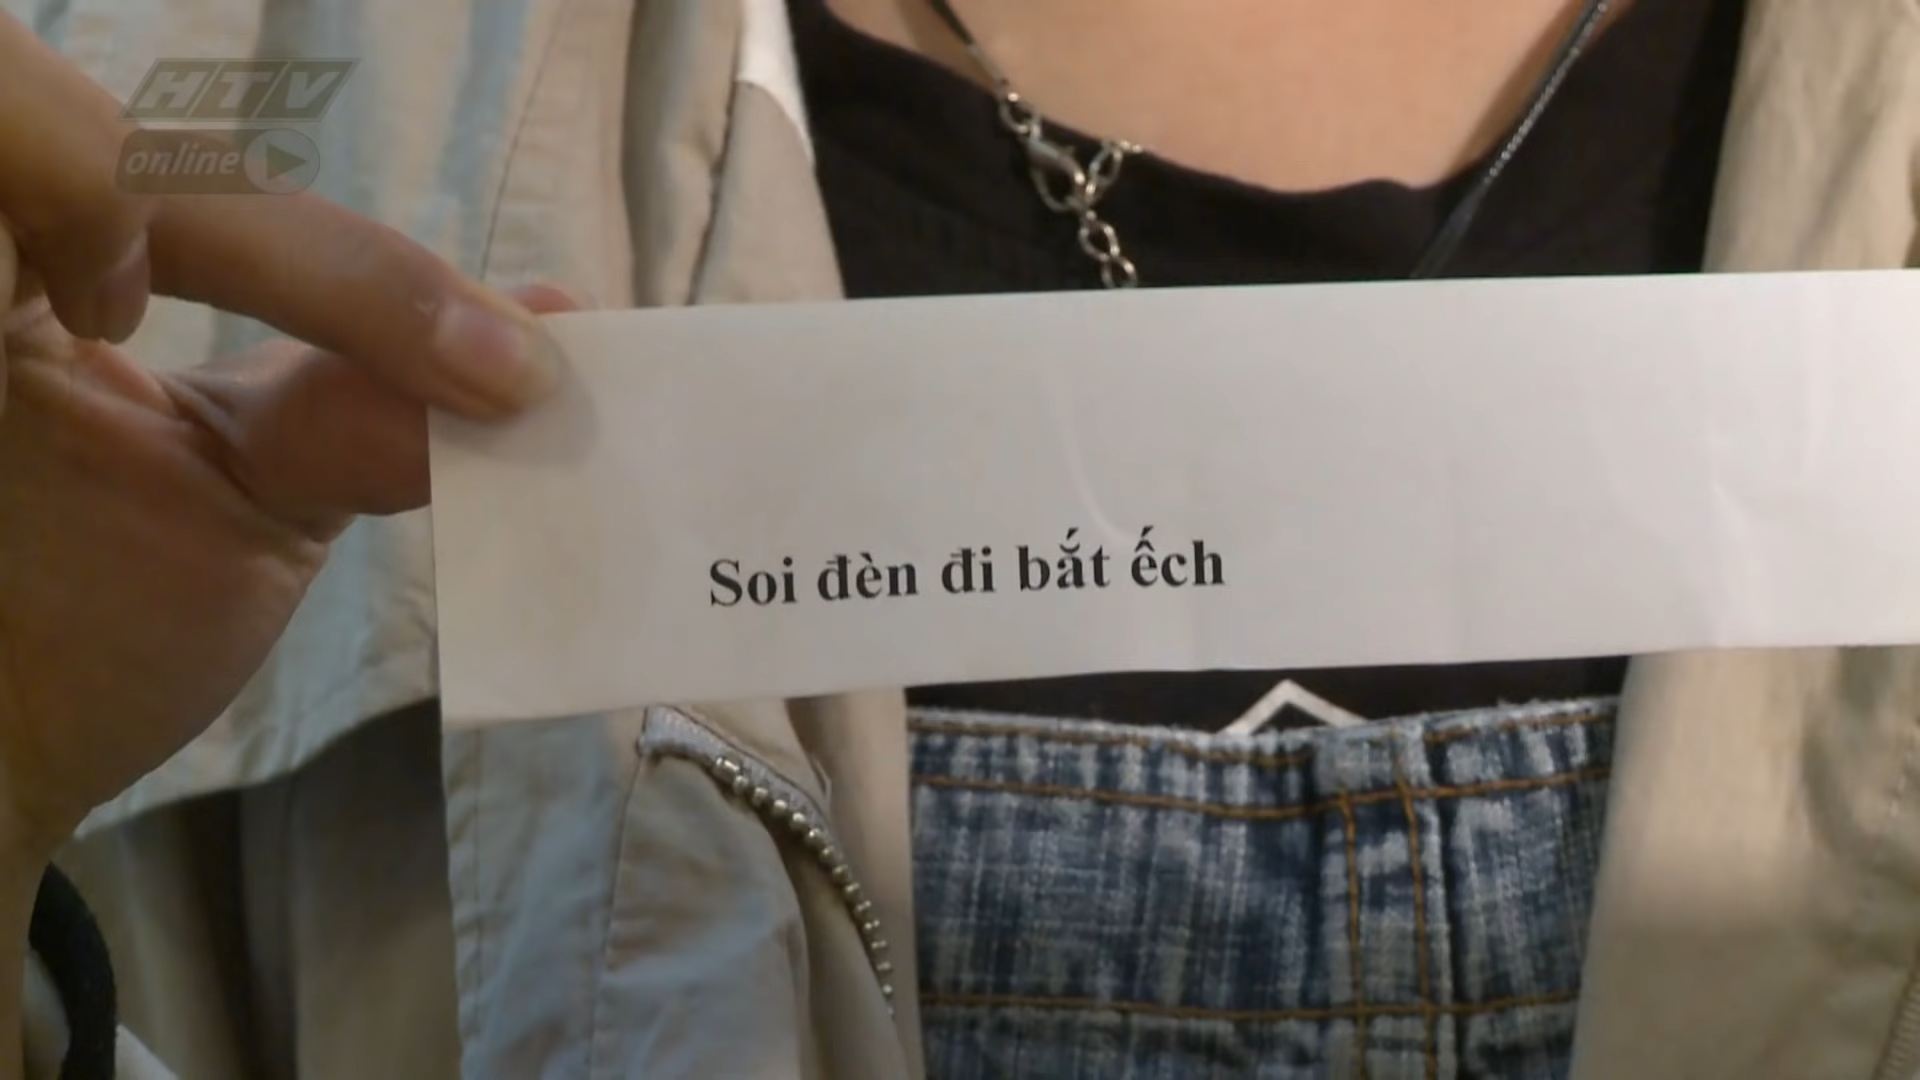 HTV
online
Soi đèn đi bắt ếch